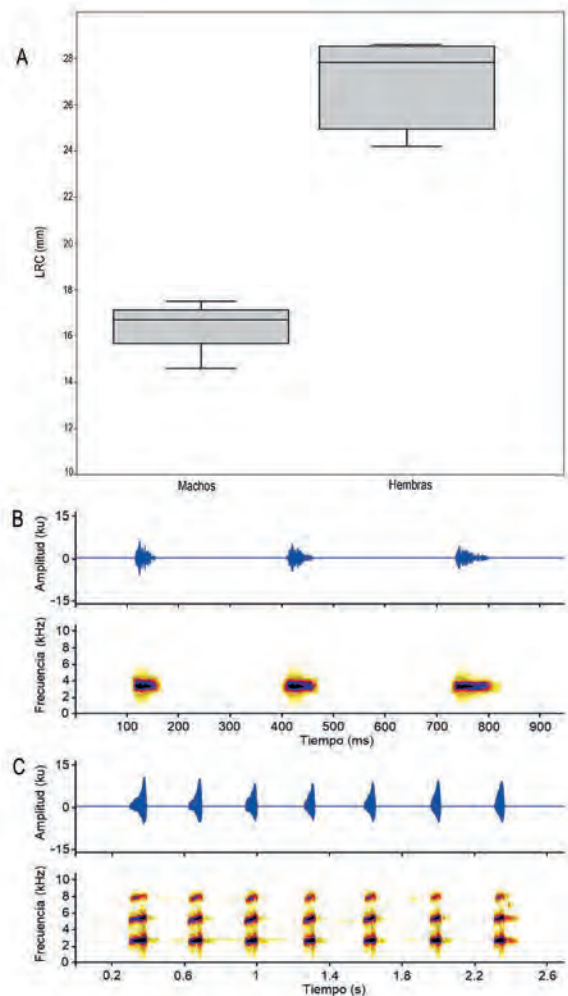 A
LRC (mm)
28
26
24
22
20
18
16
14
12
10
Machos Hembras
B
Amplitud (ku)
15
0
-15
Frecuencia (kHz)
10
8
6
4
2
0
100 200 300 400 500 600 700 800 900
Tiempo (ms)
C
Amplitud (ku)
15
0
-15
Frecuencia (kHz)
10
8
6
4
2
0
0.2 0.6 1 1.4 1.8 2.2 2.6
Tiempo (s)